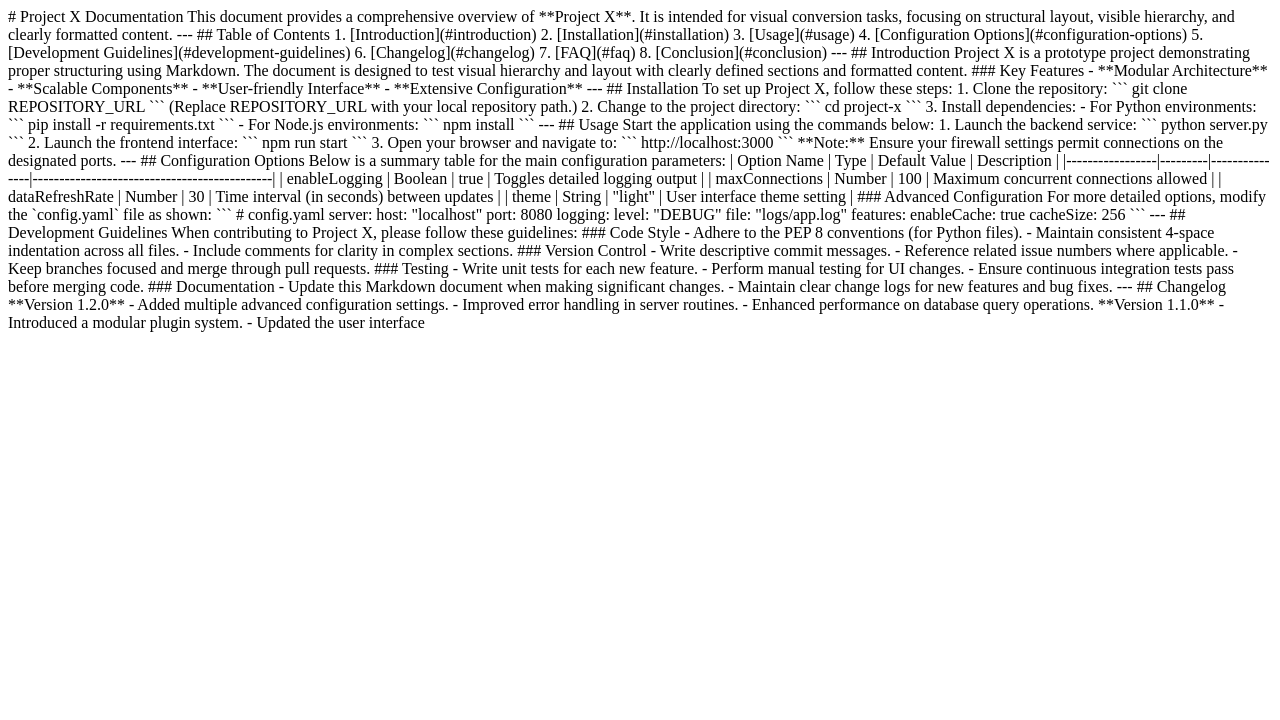 # Project X Documentation This document provides a comprehensive overview of **Project X**. It is intended for visual conversion tasks, focusing on structural layout, visible hierarchy, and
clearly formatted content. --- ## Table of Contents 1. [Introduction](#introduction) 2. [Installation](#installation) 3. [Usage](#usage) 4. [Configuration Options](#configuration-options) 5.
[Development Guidelines](#development-guidelines) 6. [Changelog](#changelog) 7. [FAQ](#faq) 8. [Conclusion](#conclusion) --- ## Introduction Project X is a prototype project demonstrating
proper structuring using Markdown. The document is designed to test visual hierarchy and layout with clearly defined sections and formatted content. ### Key Features - **Modular Architecture**
- **Scalable Components** - **User-friendly Interface** - **Extensive Configuration** --- ## Installation To set up Project X, follow these steps: 1. Clone the repository: ``` git clone
REPOSITORY_URL ``` (Replace REPOSITORY_URL with your local repository path.) 2. Change to the project directory: ``` cd project-x ``` 3. Install dependencies: - For Python environments:
``` pip install -r requirements.txt ``` - For Node.js environments: ``` npm install ``` --- ## Usage Start the application using the commands below: 1. Launch the backend service: ``` python server.py
``` 2. Launch the frontend interface: ``` npm run start ``` 3. Open your browser and navigate to: ``` http://localhost:3000 ``` **Note:** Ensure your firewall settings permit connections on the
designated ports. --- ## Configuration Options Below is a summary table for the main configuration parameters: | Option Name | Type | Default Value | Description | |-----------------|---------|-----------
----|---------------------------------------------| | enableLogging | Boolean | true | Toggles detailed logging output | | maxConnections | Number | 100 | Maximum concurrent connections allowed | |
dataRefreshRate | Number | 30 | Time interval (in seconds) between updates | | theme | String | "light" | User interface theme setting | ### Advanced Configuration For more detailed options, modify
the `config.yaml` file as shown: ``` # config.yaml server: host: "localhost" port: 8080 logging: level: "DEBUG" file: "logs/app.log" features: enableCache: true cacheSize: 256 ``` --- ##
Development Guidelines When contributing to Project X, please follow these guidelines: ### Code Style - Adhere to the PEP 8 conventions (for Python files). - Maintain consistent 4-space
indentation across all files. - Include comments for clarity in complex sections. ### Version Control - Write descriptive commit messages. - Reference related issue numbers where applicable. -
Keep branches focused and merge through pull requests. ### Testing - Write unit tests for each new feature. - Perform manual testing for UI changes. - Ensure continuous integration tests pass
before merging code. ### Documentation - Update this Markdown document when making significant changes. - Maintain clear change logs for new features and bug fixes. --- ## Changelog
**Version 1.2.0** - Added multiple advanced configuration settings. - Improved error handling in server routines. - Enhanced performance on database query operations. **Version 1.1.0** -
Introduced a modular plugin system. - Updated the user interface